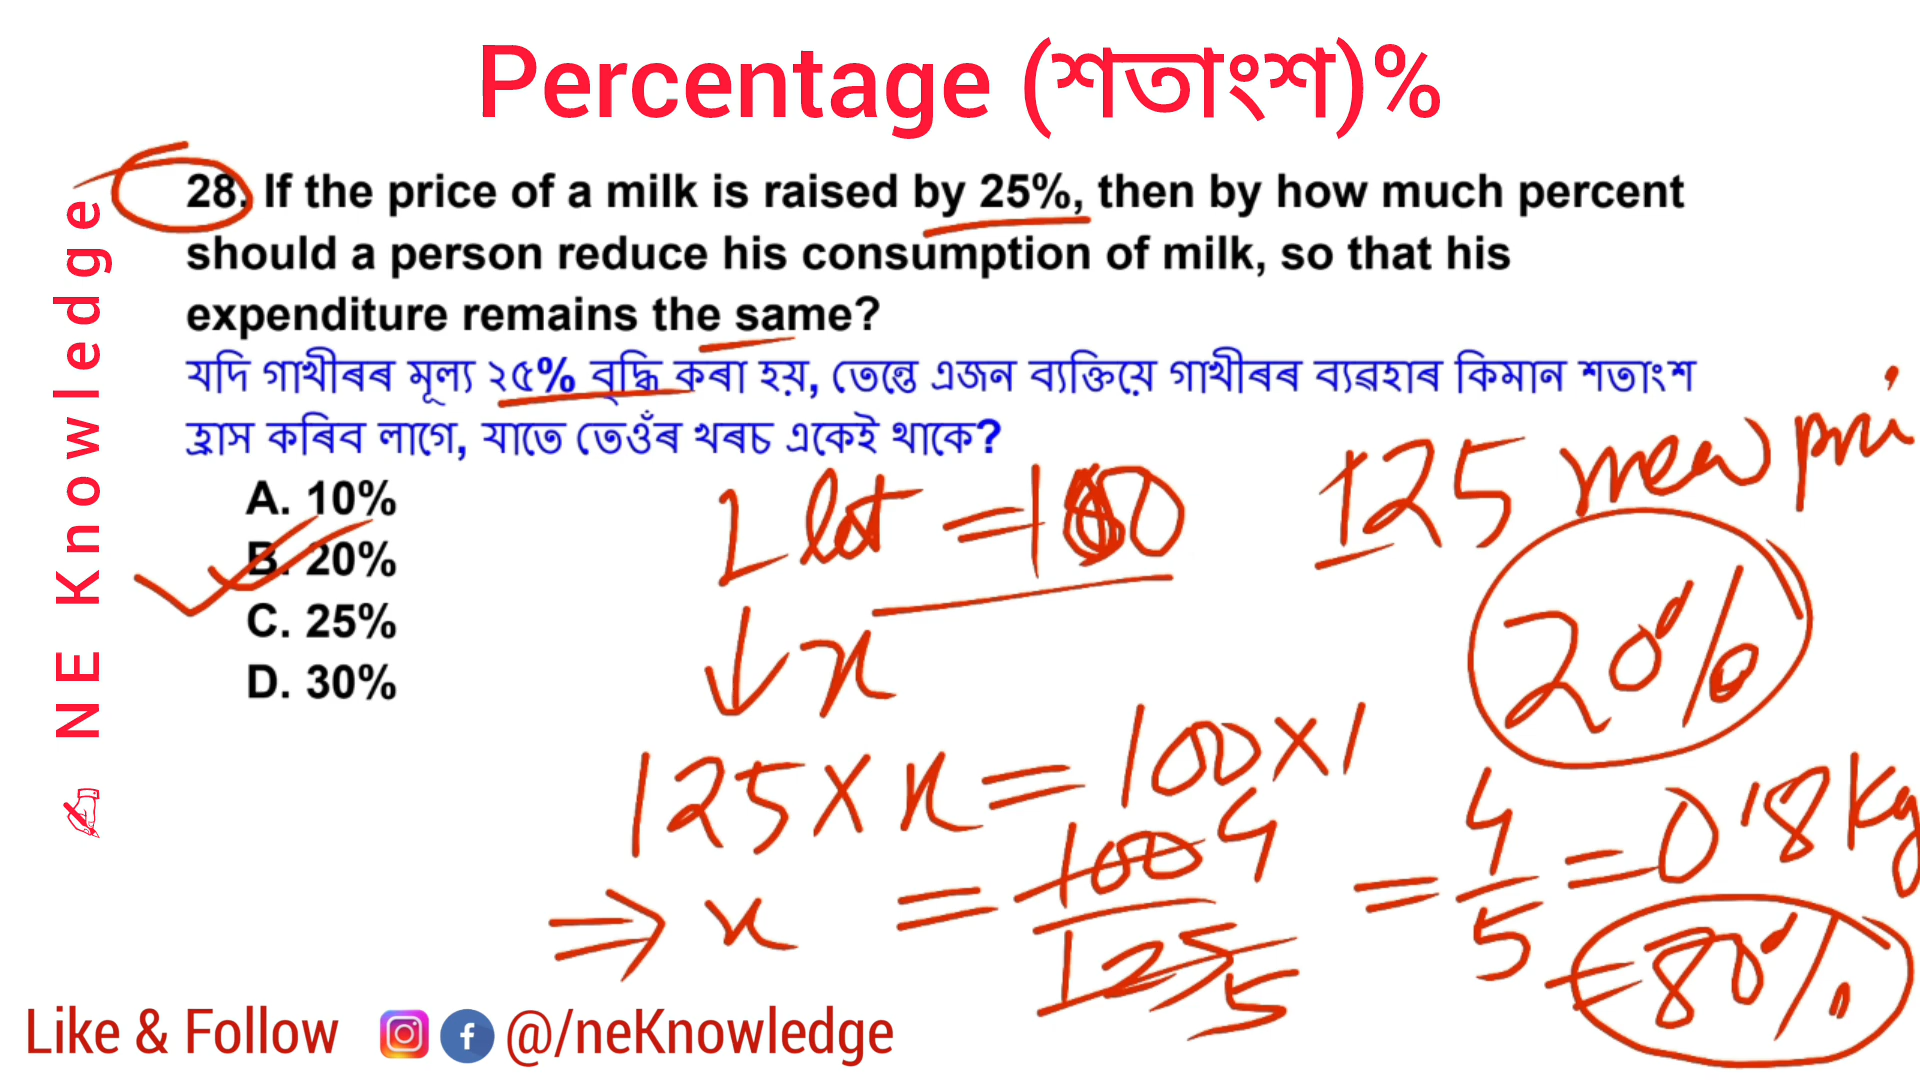 Percentage (শতাংশ)%
28. If the price of a milk is raised by 25%, then by how much percent
should a person reduce his consumption of milk, so that his
expenditure remains the same?
যদি গাখীৰৰ মূল্য ২৫% বৃদ্ধি কৰা হয়, তেন্তে এজন ব্যক্তিয়ে গাখীৰৰ ব্যৱহাৰ কিমান শতাংশ
হ্ৰাস কৰিব লাগে, যাতে তেওঁৰ খৰচ একেই থাকে?
A. 10%
B. 20%
C. 25%
D. 30%
NE Knowledge
= 100
125 new pri
x
20%
125 × x = 100 × 1
⇒ x = 100 4 / 125 5 = 4/5 = 0.8 kg
= 80%
Like & Follow @/neKnowledge